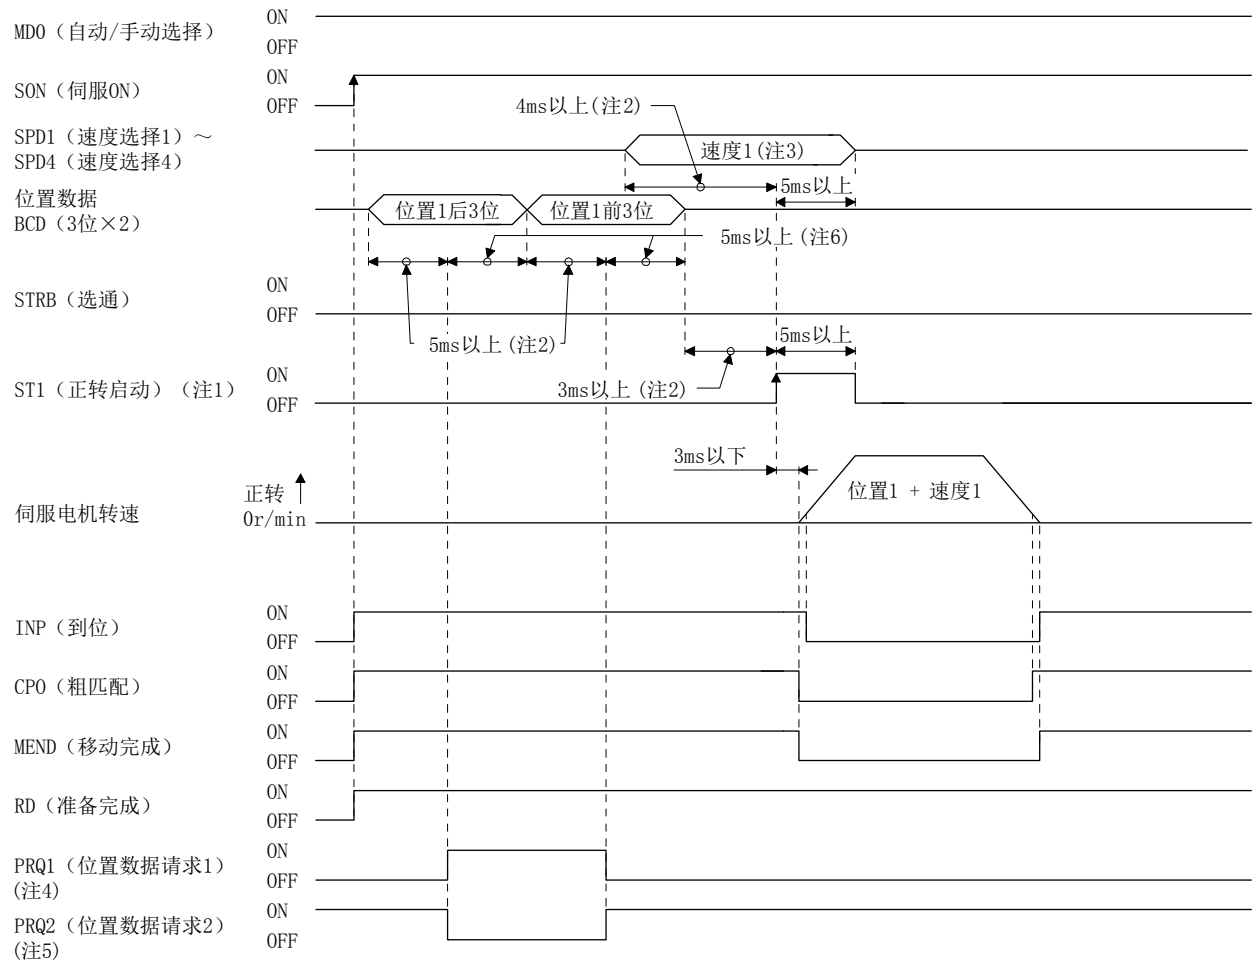 ON
MD0（自动/手动选择）
OFF
ON
SON（伺服ON）
OFF
4ms以上(注2)
SPD1（速度选择1）～
SPD4（速度选择4）
速度1(注3)
位置数据
BCD（3位×2）
5ms以上
位置1后3位
位置1前3位
5ms以上(注6)
ON
STRB（选通）
OFF
5ms以上(注2)
5ms以上
ON
ST1（正转启动）（注1）
OFF
3ms以上(注2)
3ms以下
正转
伺服电机转速
0r/min
位置1 + 速度1
ON
INP（到位）
OFF
ON
CPO（粗匹配）
OFF
ON
MEND（移动完成）
OFF
ON
RD（准备完成）
OFF
ON
PRQ1（位置数据请求1）
(注4)
OFF
ON
PRQ2（位置数据请求2）
(注5)
OFF